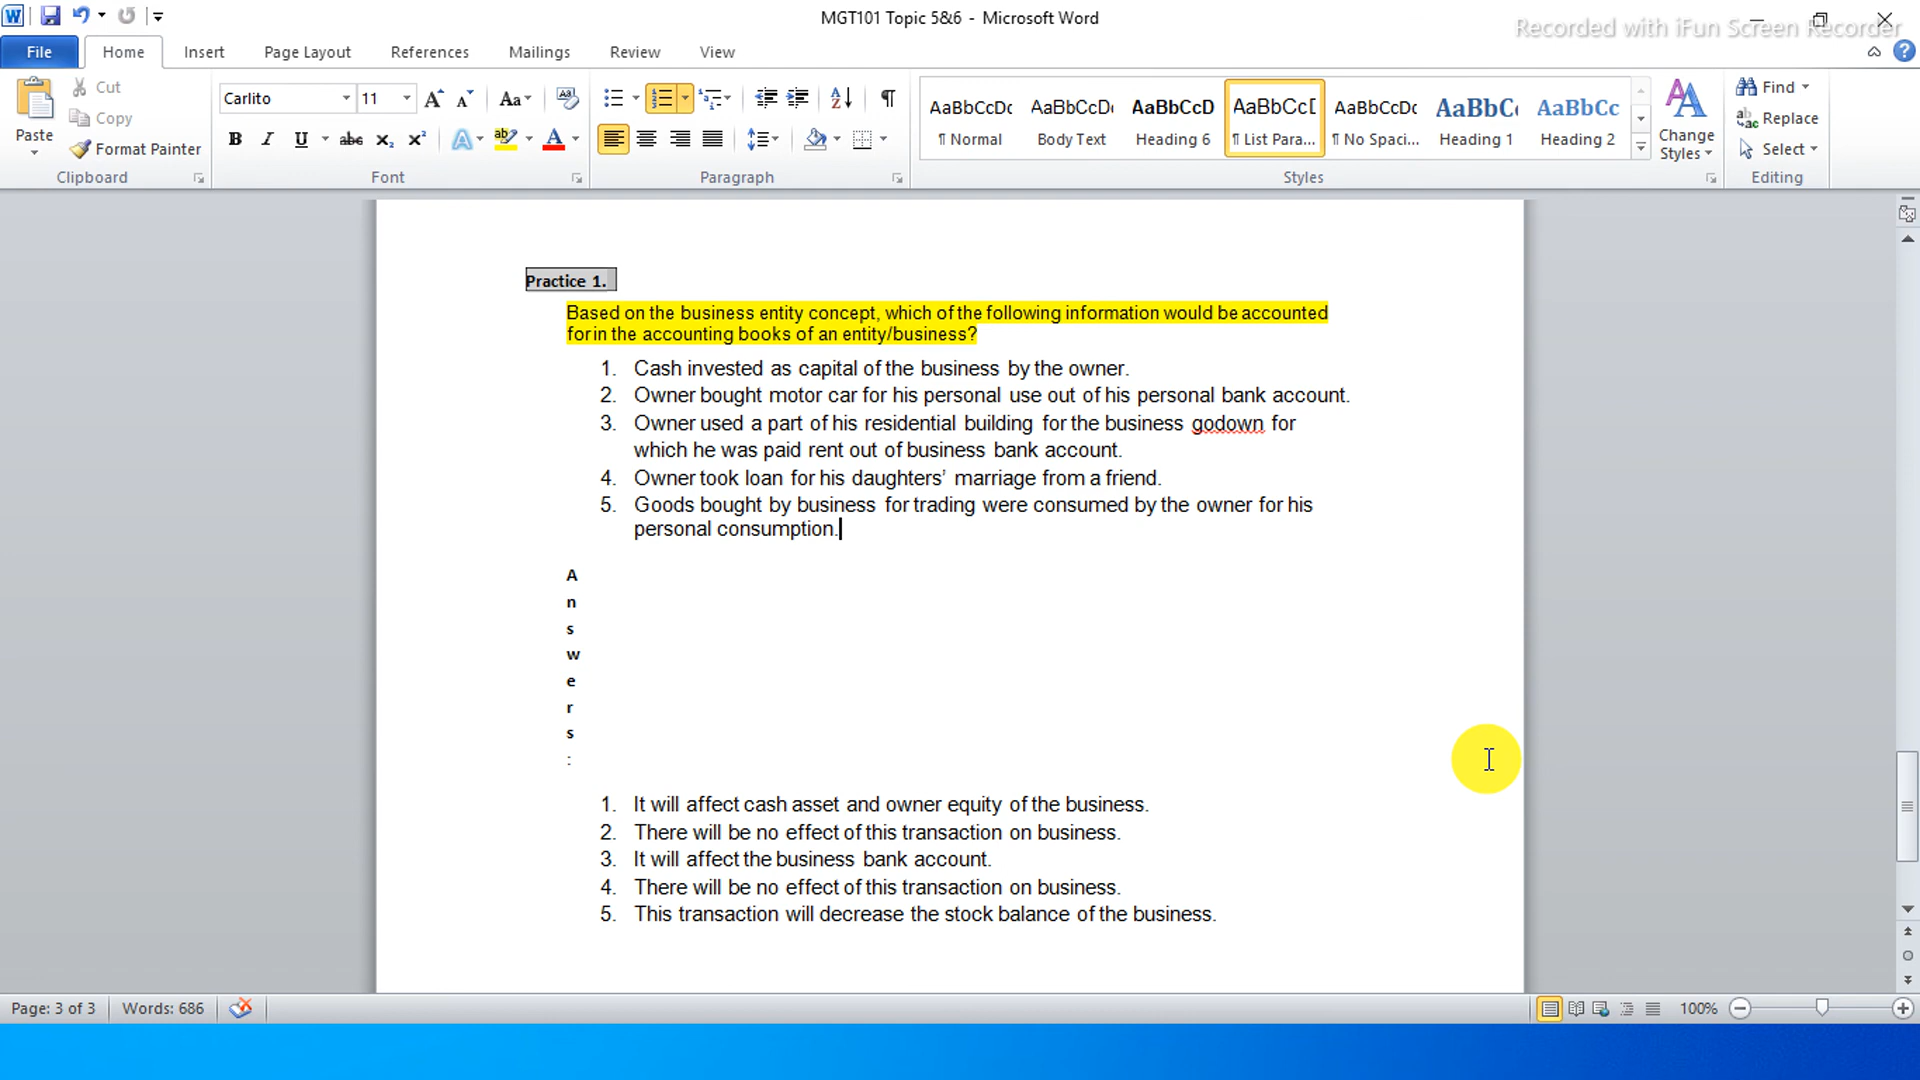 MGT101 Topic 5&6 - Microsoft Word
Recorded with iFun Screen Recorder
File Home Insert Page Layout References Mailings Review View
Paste
Cut
Copy
Format Painter
Clipboard
Carlito 11
Font
Paragraph
AaBbCcDc AaBbCcDc AaBbCcD AaBbCcD AaBbCcDc AaBbC AaBbCc
¶ Normal Body Text Heading 6 ¶ List Para... ¶ No Spaci... Heading 1 Heading 2
Change Styles
Styles
Find
Replace
Select
Editing
Practice 1.
Based on the business entity concept, which of the following information would be accounted
forin the accounting books of an entity/business?
1. Cash invested as capital of the business by the owner.
2. Owner bought motor car for his personal use out of his personal bank account.
3. Owner used a part of his residential building for the business godown for
which he was paid rent out of business bank account.
4. Owner took loan for his daughters’ marriage from a friend.
5. Goods bought by business for trading were consumed by the owner for his
personal consumption.
A
n
s
w
e
r
s
:
1. It will affect cash asset and owner equity of the business.
2. There will be no effect of this transaction on business.
3. It will affect the business bank account.
4. There will be no effect of this transaction on business.
5. This transaction will decrease the stock balance of the business.
Page: 3 of 3 Words: 686 100%